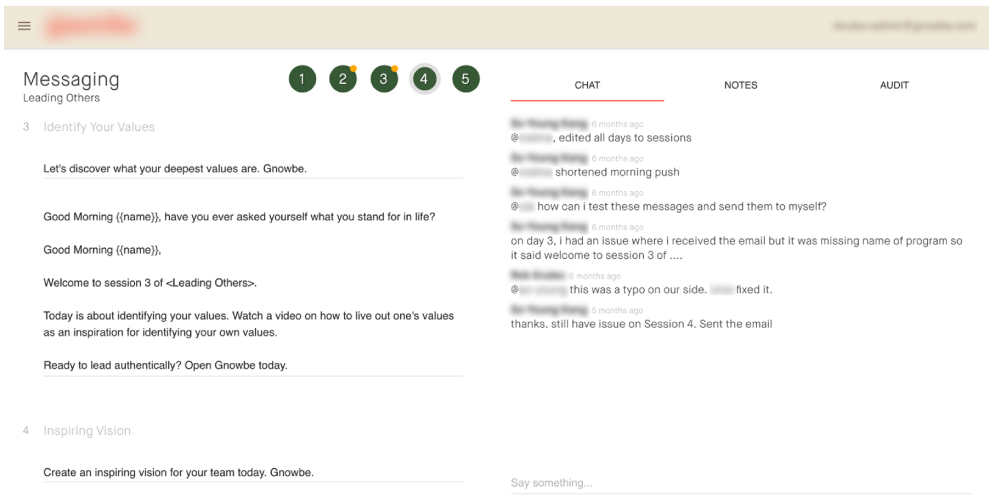 Messaging
Leading Others
1 2 3 4 5
3 Identify Your Values
Let's discover what your deepest values are. Gnowbe.
Good Morning {{name}}, have you ever asked yourself what you stand for in life?
Good Morning {{name}},
Welcome to session 3 of <Leading Others>.
Today is about identifying your values. Watch a video on how to live out one's values
as an inspiration for identifying your own values.
Ready to lead authentically? Open Gnowbe today.
4 Inspiring Vision
Create an inspiring vision for your team today. Gnowbe.
CHAT NOTES AUDIT
6 months ago
@ , edited all days to sessions
6 months ago
@ shortened morning push
6 months ago
@ how can i test these messages and send them to myself?
6 months ago
on day 3, i had an issue where i received the email but it was missing name of program so
it said welcome to session 3 of ....
6 months ago
@ this was a typo on our side. fixed it.
5 months ago
thanks. still have issue on Session 4. Sent the email
Say something...